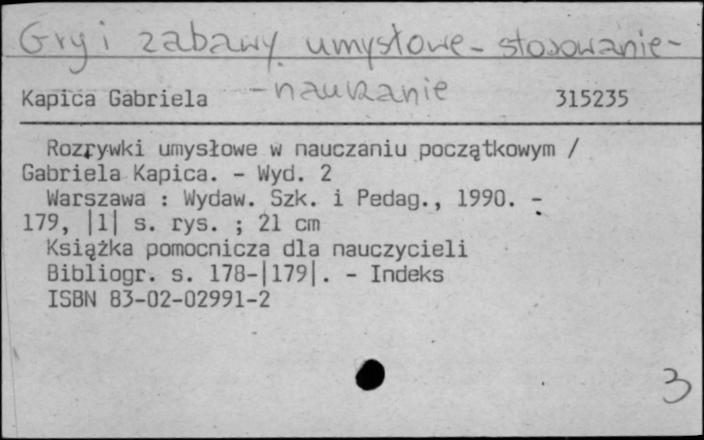 Gry i zabawy umysłowe - stosowanie -
- nauczanie
Kapica Gabriela 315235
Rozrywki umysłowe w nauczaniu początkowym /
Gabriela Kapica. - Wyd. 2
Warszawa : Wydaw. Szk. i Pedag., 1990. -
179, |1| s. rys. ; 21 cm
Książka pomocnicza dla nauczycieli
Bibliogr. s. 178-|179|. - Indeks
ISBN 83-02-02991-2
3